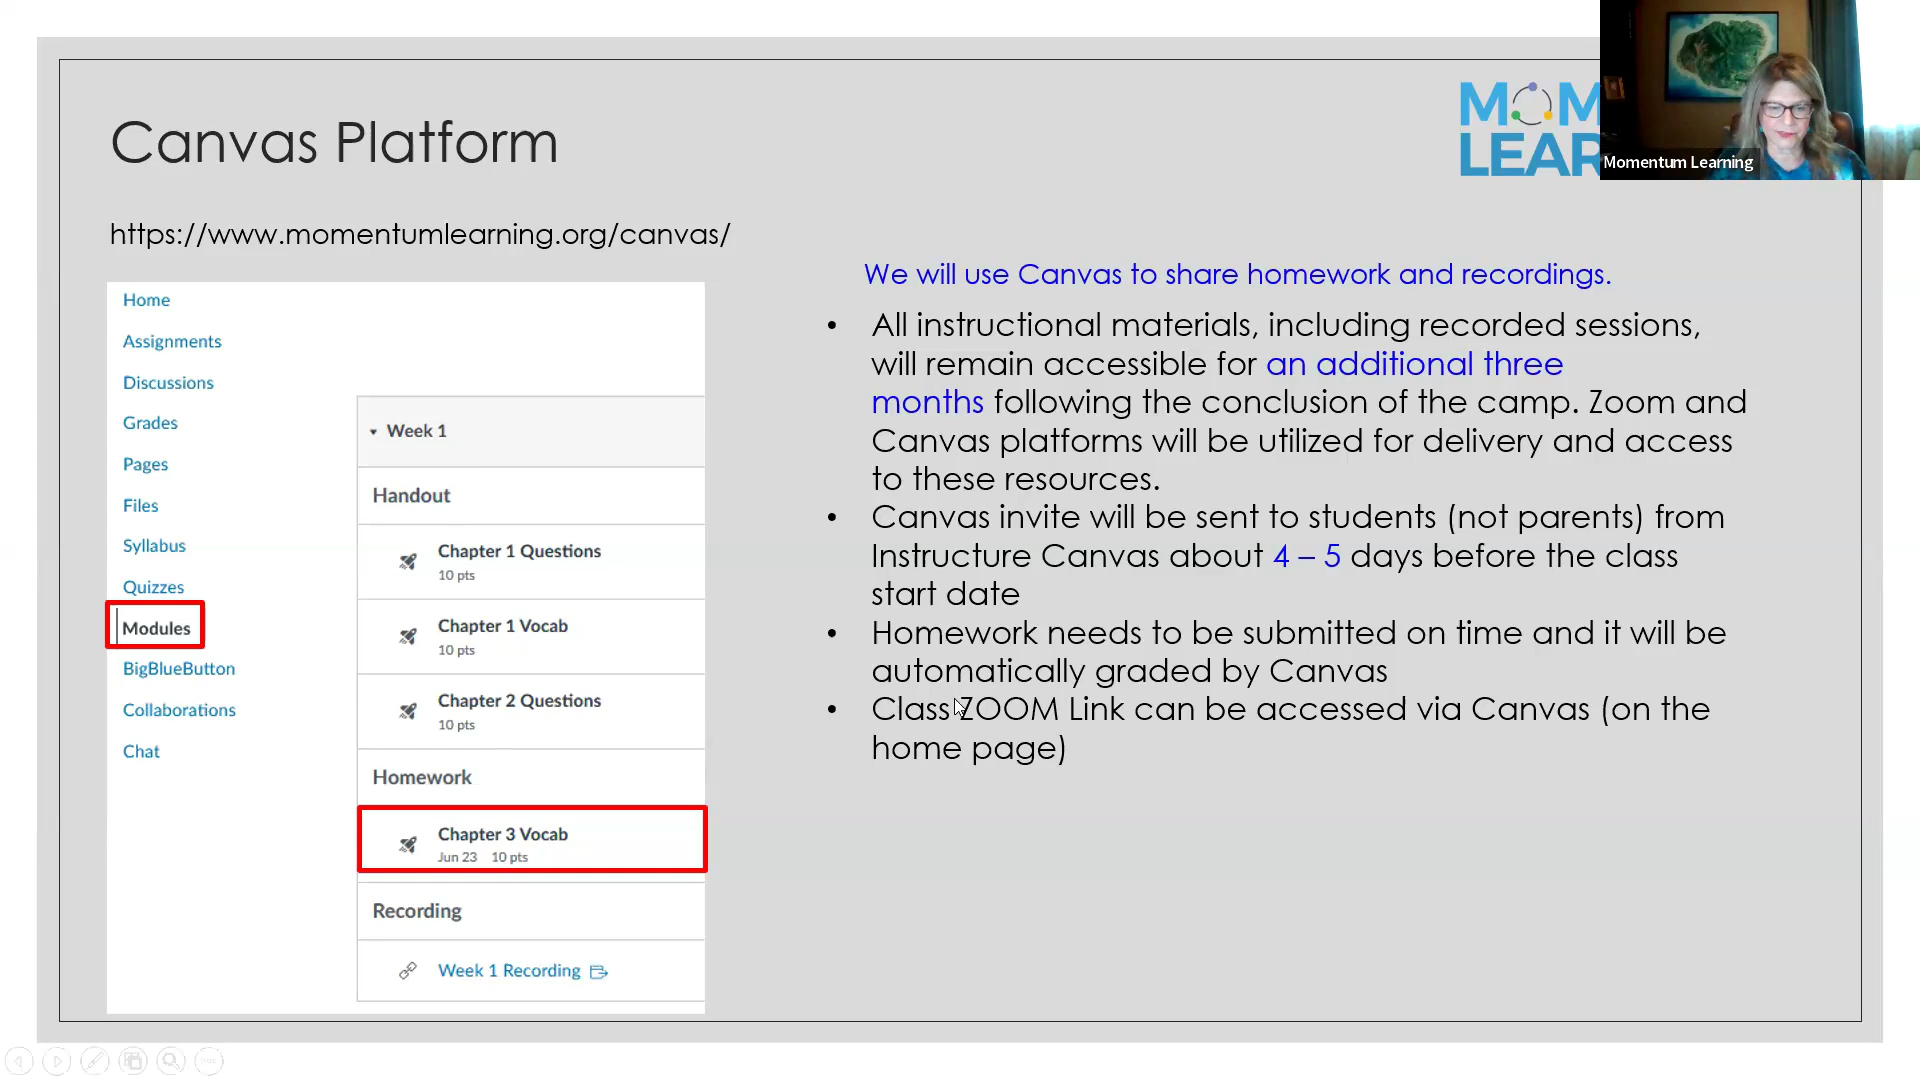 Canvas Platform
MOM
LEAR
Momentum Learning
https://www.momentumlearning.org/canvas/
Home
Assignments
Discussions
Grades
Pages
Files
Syllabus
Quizzes
Modules
BigBlueButton
Collaborations
Chat
Week 1
Handout
Chapter 1 Questions
10 pts
Chapter 1 Vocab
10 pts
Chapter 2 Questions
10 pts
Homework
Chapter 3 Vocab
Jun 23 10 pts
Recording
Week 1 Recording
We will use Canvas to share homework and recordings.
• All instructional materials, including recorded sessions,
will remain accessible for an additional three
months following the conclusion of the camp. Zoom and
Canvas platforms will be utilized for delivery and access
to these resources.
• Canvas invite will be sent to students (not parents) from
Instructure Canvas about 4 – 5 days before the class
start date
• Homework needs to be submitted on time and it will be
automatically graded by Canvas
• Class ZOOM Link can be accessed via Canvas (on the
home page)